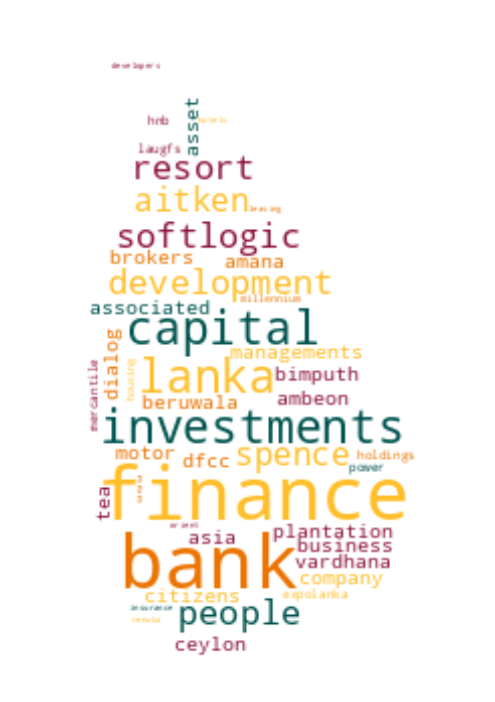 developers
hnb
asset
hotels
laugfs
resort
aitken
leasing
softlogic
brokers
amana
development
millennium
associated
capital
managements
dialog
lanka
housing
bimputh
mercantile
beruwala
ambeon
investments
motor
dfcc
spence
holdings
power
finance
tea
orient
asia
plantation
business
bank
vardhana
company
citizens
expolanka
insurance
people
renuka
ceylon